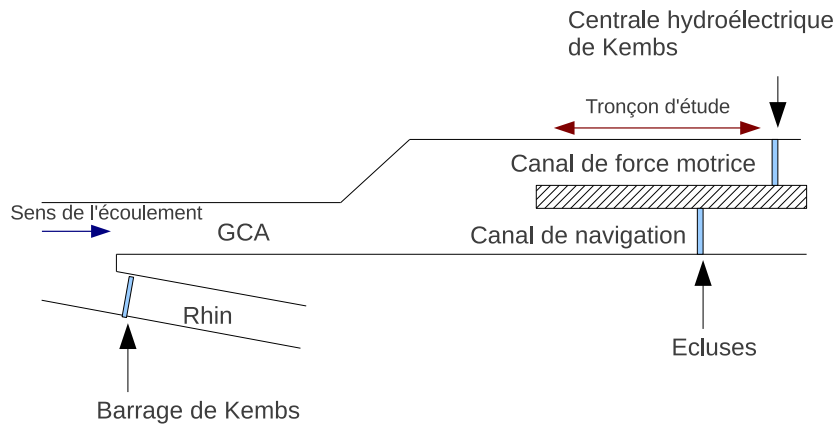 Centrale hydroélectrique
de Kembs
Tronçon d'étude
Canal de force motrice
Sens de l'écoulement
GCA
Canal de navigation
Rhin
Ecluses
Barrage de Kembs